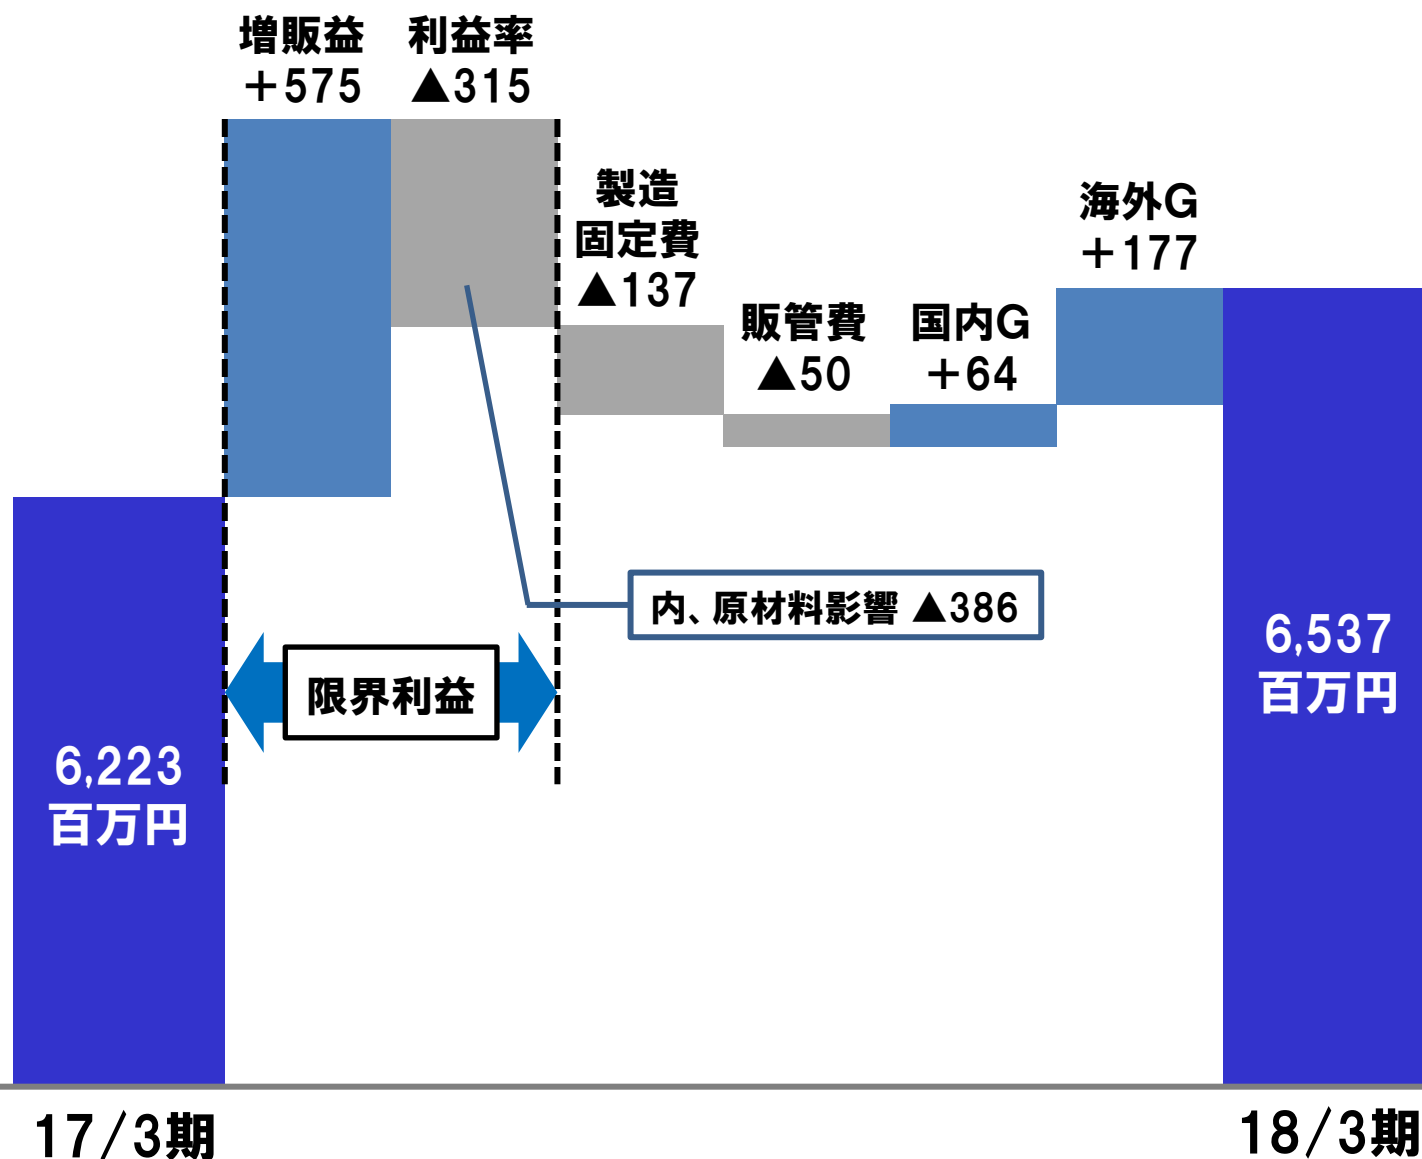 増販益
＋575
利益率
▲315
製造
固定費
▲137
販管費
▲50
国内G
＋64
海外G
＋177
内、原材料影響 ▲386
限界利益
6,223
百万円
6,537
百万円
17/3期
18/3期